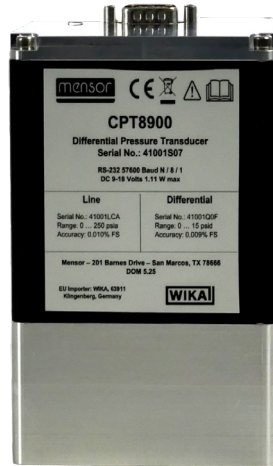 mensor
CPT8900
Differential Pressure Transducer
Serial No.: 41001S07
RS-232 57600 Baud N / 8 / 1
DC 9-18 Volts 1.11 W max
Line
Serial No.: 41001LCA
Range: 0 ... 250 psia
Accuracy: 0.010% FS
Differential
Serial No.: 41001Q0F
Range: 0 ... 15 psid
Accuracy: 0.009% FS
Mensor – 201 Barnes Drive – San Marcos, TX 78666
DOM 5.25
EU Importer: WIKA, 63911
Klingenberg, Germany
WIKA